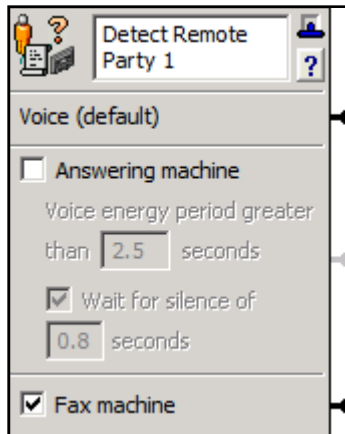 Detect Remote
Party 1
?
Voice (default)
Answering machine
Voice energy period greater
than 2.5 seconds
Wait for silence of
0.8 seconds
Fax machine